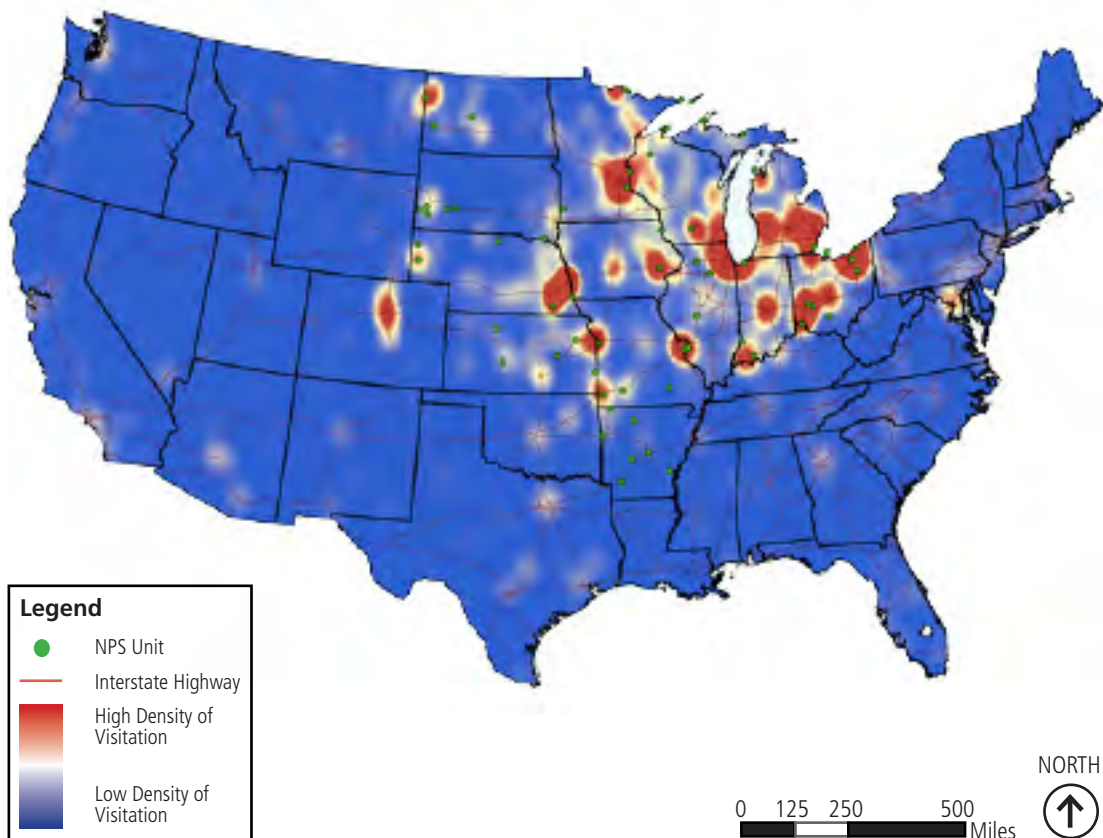 Legend
NPS Unit
Interstate Highway
High Density of
Visitation
Low Density of
Visitation
NORTH
0 125 250 500
Miles